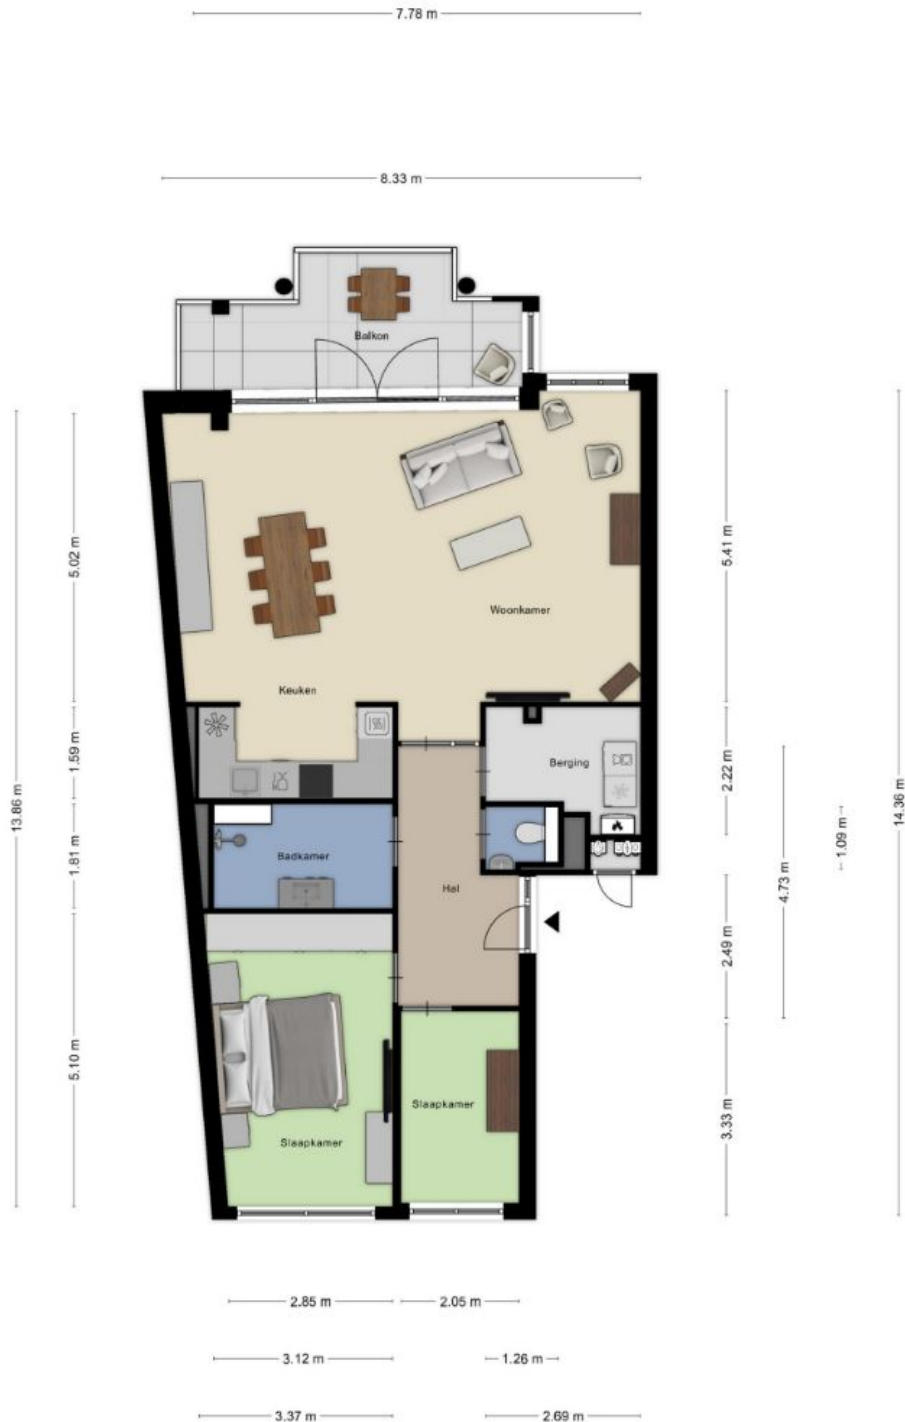 7.78 m
8.33 m
Balkon
5.02 m
5.41 m
Woonkamer
Keuken
13.86 m
1.59 m
Berging
2.22 m
14.36 m
1.81 m
Badkamer
1.09 m
Hal
4.73 m
2.49 m
5.10 m
Slaapkamer
3.33 m
Slaapkamer
2.85 m
2.05 m
3.12 m
1.26 m
3.37 m
2.69 m